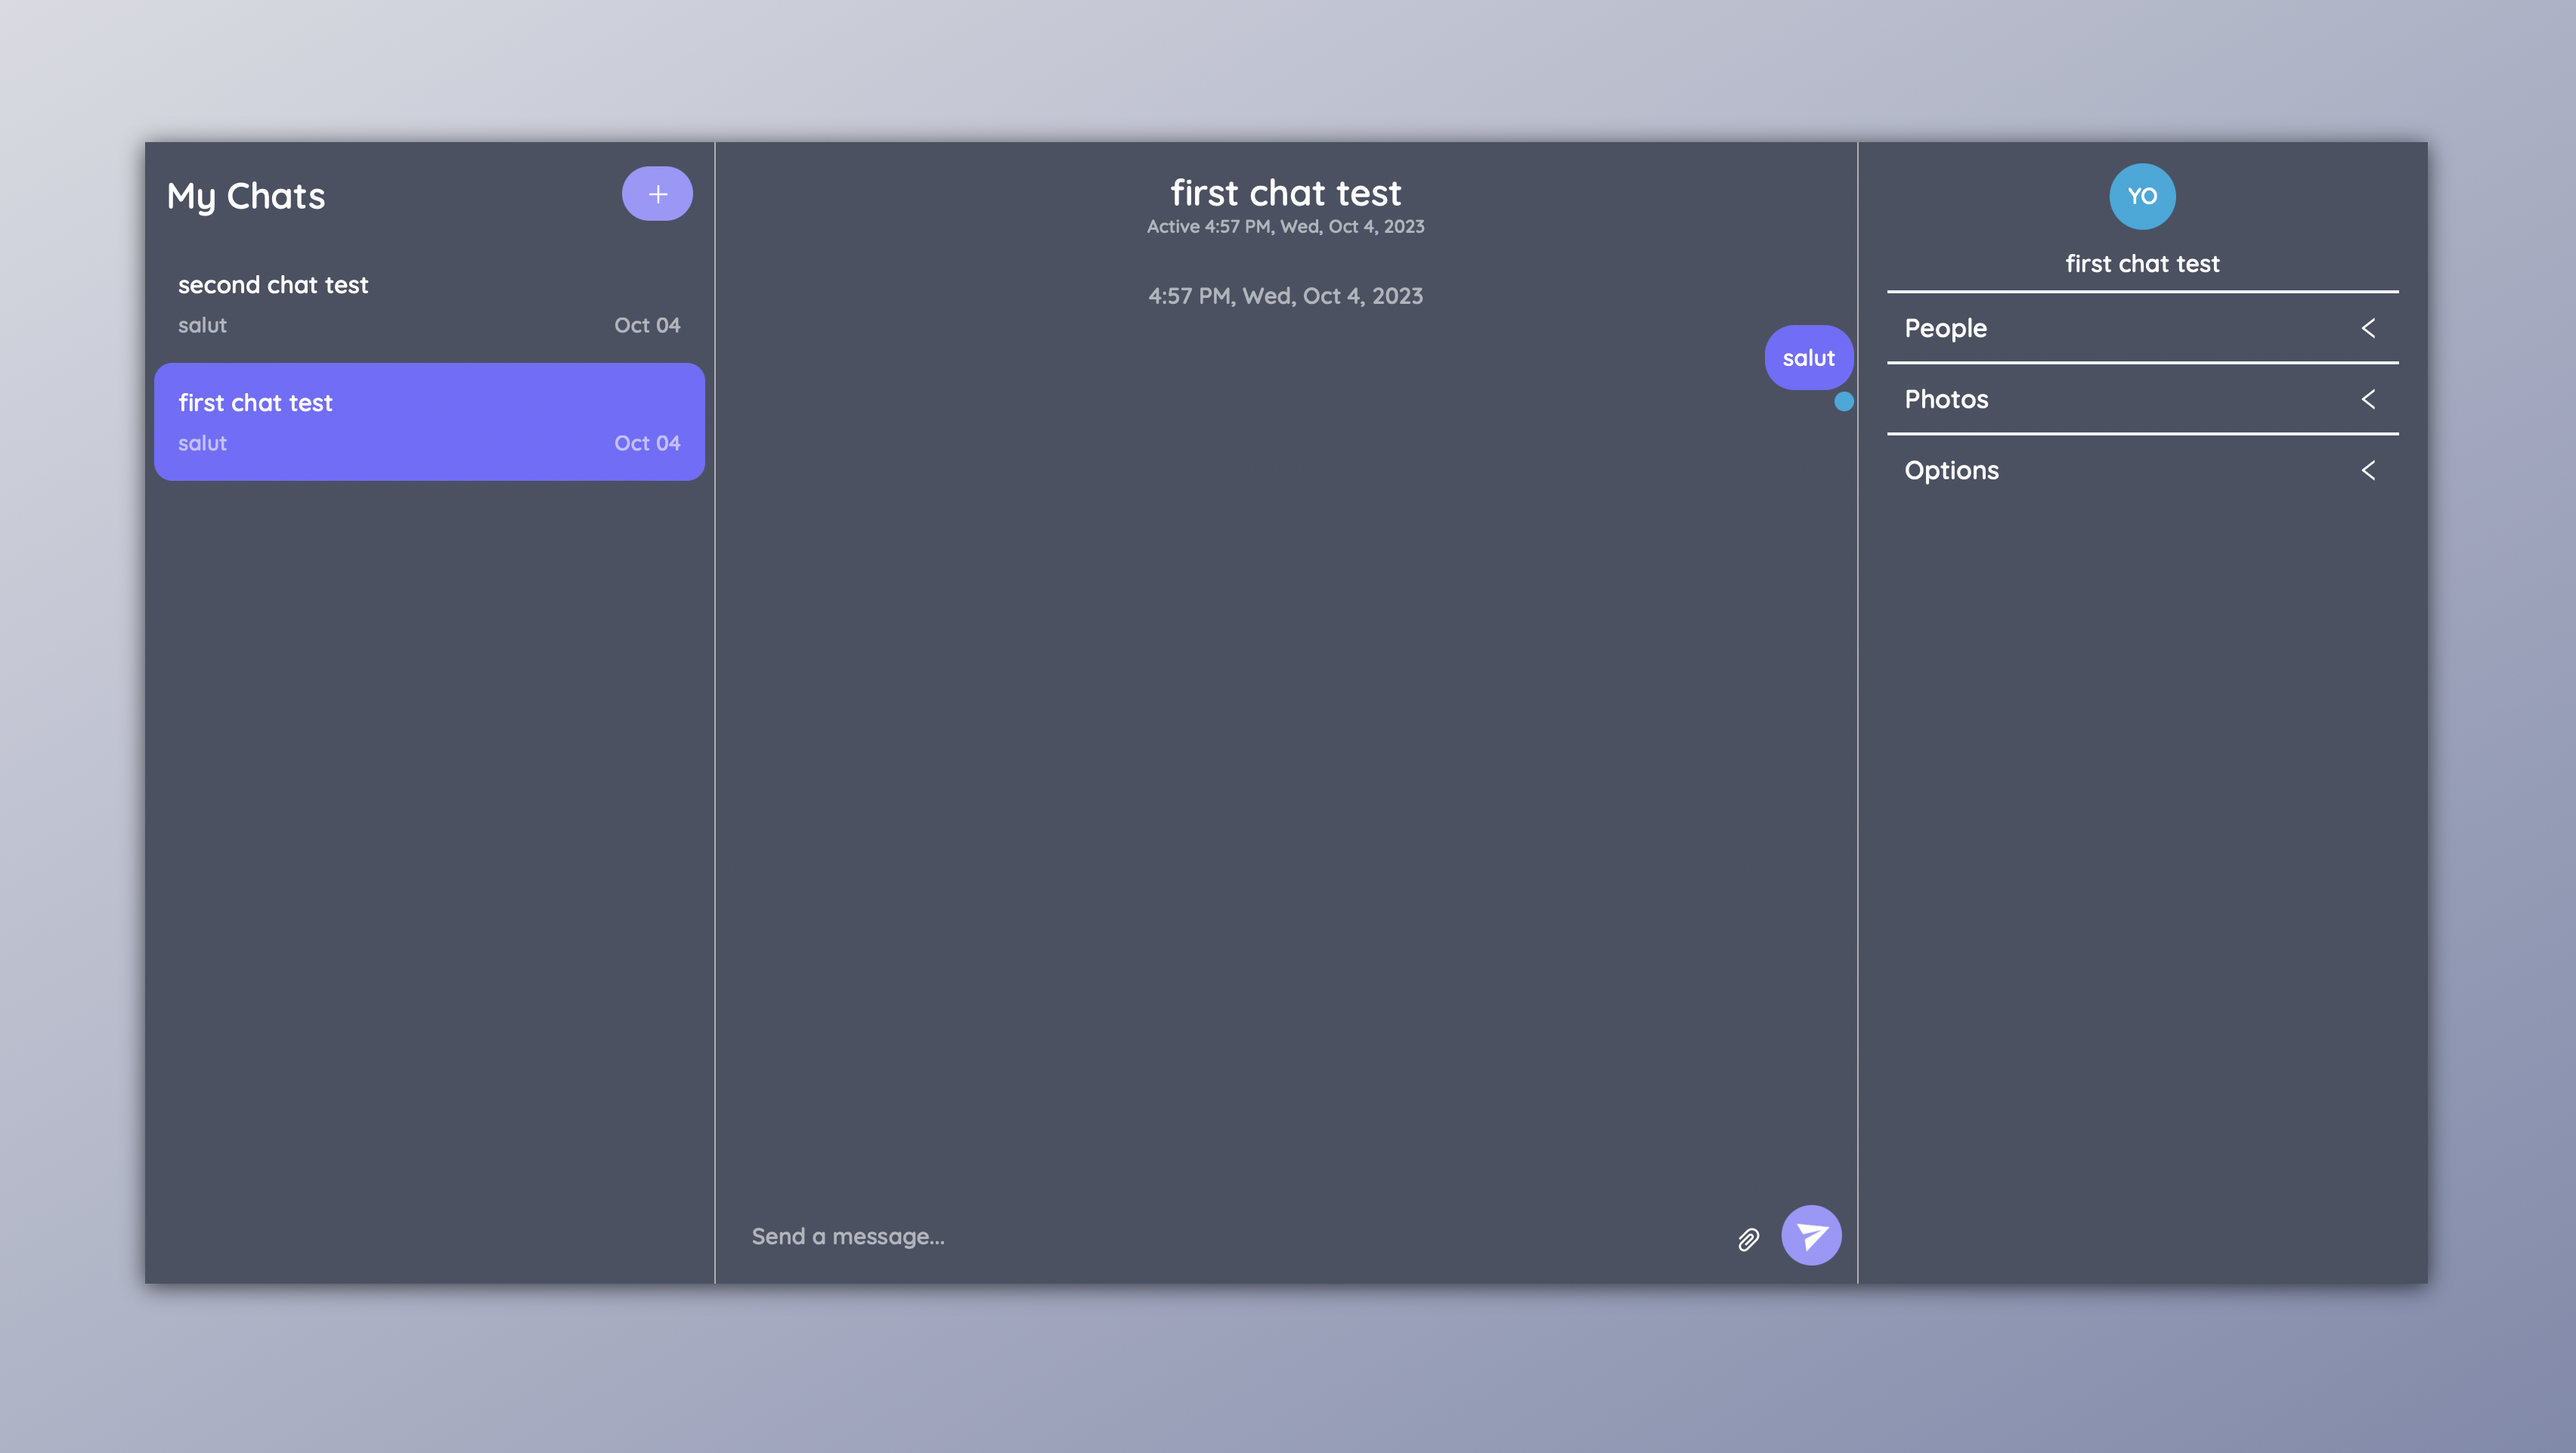 My Chats
+
second chat test
salut Oct 04
first chat test
salut Oct 04
first chat test
Active 4:57 PM, Wed, Oct 4, 2023
4:57 PM, Wed, Oct 4, 2023
salut
Send a message...
YO
first chat test
People
Photos
Options